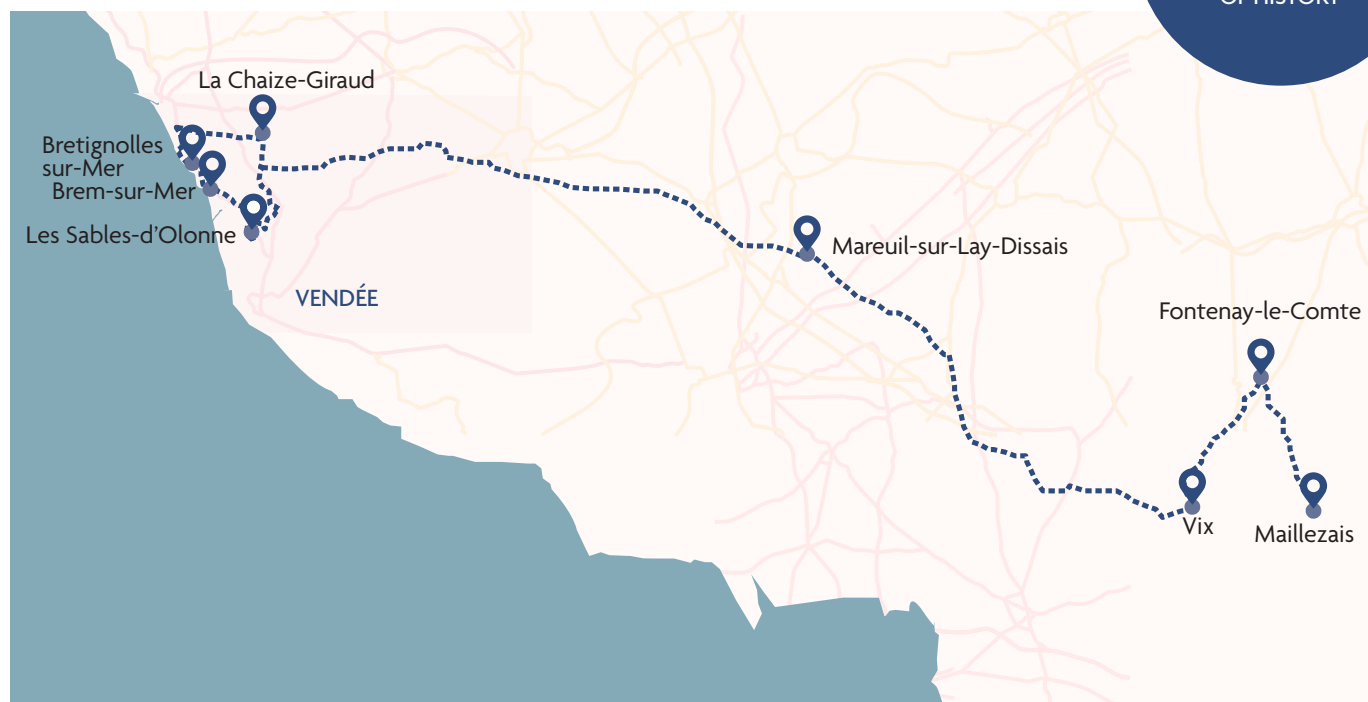 La Chaize-Giraud
Bretignolles
sur-Mer
Brem-sur-Mer
Les Sables-d'Olonne
VENDÉE
Mareuil-sur-Lay-Dissais
Fontenay-le-Comte
Vix
Maillezais